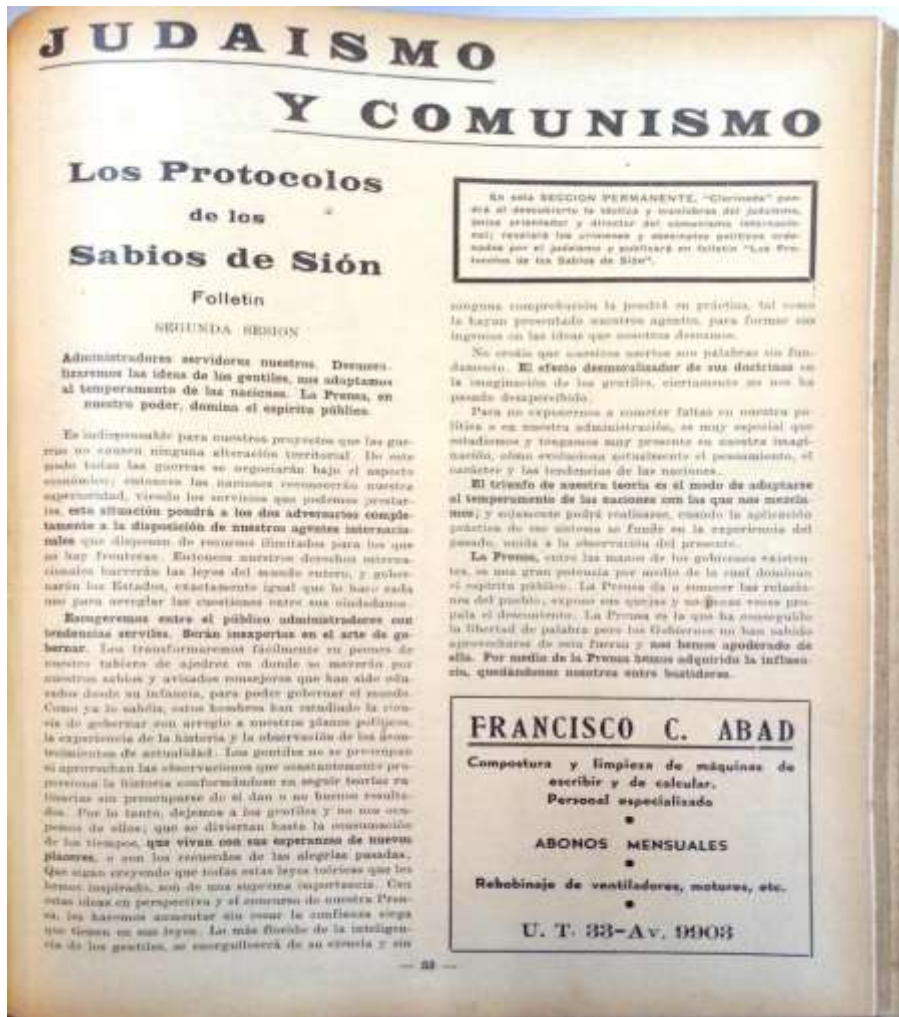 JUDAISMO
Y COMUNISMO
Los Protocolos
de los
Sabios de Sión
Folletin
SEGUNDA SESION
Administradores servidores nuestros. Desmora-
lizaremos las ideas de los gentiles, nos adaptamos
al temperamento de las naciones. La Prensa, en
nuestro poder, domina el espíritu público.
Es indispensable para nuestros proyectos que las gue-
rras no causen ninguna alteración territorial. De este
modo todas las guerras se negociarán bajo el aspecto
económico; entonces las naciones reconocerán nuestra
superioridad, viendo los servicios que podemos prestar-
les, esta situación pondrá a los dos adversarios comple-
tamente a la disposición de nuestros agentes internacio-
nales que disponen de recursos ilimitados para los que
no hay fronteras. Entonces nuestros derechos interna-
cionales barrerán las leyes del mundo entero, y gober-
narán los Estados, exactamente igual que lo hace cada
uno para arreglar las cuestiones entre sus ciudadanos.
Escogeremos entre el público administradores con
tendencias serviles. Serán inexpertos en el arte de go-
bernar. Los transformaremos fácilmente en peones de
nuestro tablero de ajedrez en donde se moverán por
nuestros sabios y avisados consejeros que han sido edu-
cados desde su infancia, para poder gobernar el mundo.
Como ya lo sabéis, estos hombres han estudiado la cien-
cia de gobernar con arreglo a nuestros planes políticos,
la experiencia de la historia y la observación de los acon-
tecimientos de actualidad. Los gentiles no se preocupan
ni aprovechan las observaciones que constantemente pro-
porciona la historia conformándose en seguir teorías ru-
tinarias sin preocuparse de si dan o no buenos resulta-
dos. Por lo tanto, dejemos a los gentiles y no nos ocu-
pemos de ellos; que se diviertan hasta la consumación
de los tiempos, que vivan con sus esperanzas de nuevos
placeres, o con los recuerdos de las alegrías pasadas.
Que sigan creyendo que todas estas leyes teóricas que les
hemos inspirado, son de una suprema importancia. Con
estas ideas en perspectiva y el concurso de nuestra Pren-
sa, les haremos aumentar sin cesar la confianza ciega
que tienen en sus leyes. Lo más florido de la inteligen-
cia de los gentiles, se enorgullecerá de su ciencia y sin
En esta SECCION PERMANENTE, "Clarinada" pon-
drá al descubierto la táctica y maniobras del judaísmo,
único orientador y director del comunismo internacio-
nal; revelará los crímenes y asesinatos políticos orde-
nados por el judaísmo y publicará en folletín "Los Pro-
tocolos de los Sabios de Sión".
ninguna comprobación la pondrá en práctica, tal como
la hayan presentado nuestros agentes, para formar sus
ingenios en las ideas que nosotros deseamos.
No creáis que nuestros asertos son palabras sin fun-
damento. El efecto desmoralizador de sus doctrinas en
la imaginación de los gentiles, ciertamente no nos ha
pasado desapercibido.
Para no exponernos a cometer faltas en nuestra po-
lítica o en nuestra administración, es muy especial que
estudiemos y tengamos muy presente en nuestra imagi-
nación, cómo evoluciona actualmente el pensamiento, el
carácter y las tendencias de las naciones.
El triunfo de nuestra teoría es el modo de adaptarse
al temperamento de las naciones con las que nos mezcla-
mos; y solamente podrá realizarse, cuando la aplicación
práctica de ese sistema se funde en la experiencia del
pasado, unida a la observación del presente.
La Prensa, entre las manos de los gobiernos existen-
tes, es una gran potencia por medio de la cual dominan
el espíritu público. La Prensa da a conocer las
del pueblo, expone sus quejas y no pocas veces pro-
pala el descontento. La Prensa es la que ha conseguido
la libertad de palabra pero los Gobiernos no han sabido
aprovecharse de esta fuerza y nos hemos apoderado de
ella. Por medio de la Prensa hemos adquirido la influen-
cia, quedándonos nosotros entre bastidores.
FRANCISCO C. ABAD
Compostura y limpieza de máquinas de
escribir y de calcular.
Personal especializado
ABONOS MENSUALES
Rebobinaje de ventiladores, motores, etc.
U. T. 33-Av. 9903
— 53 —